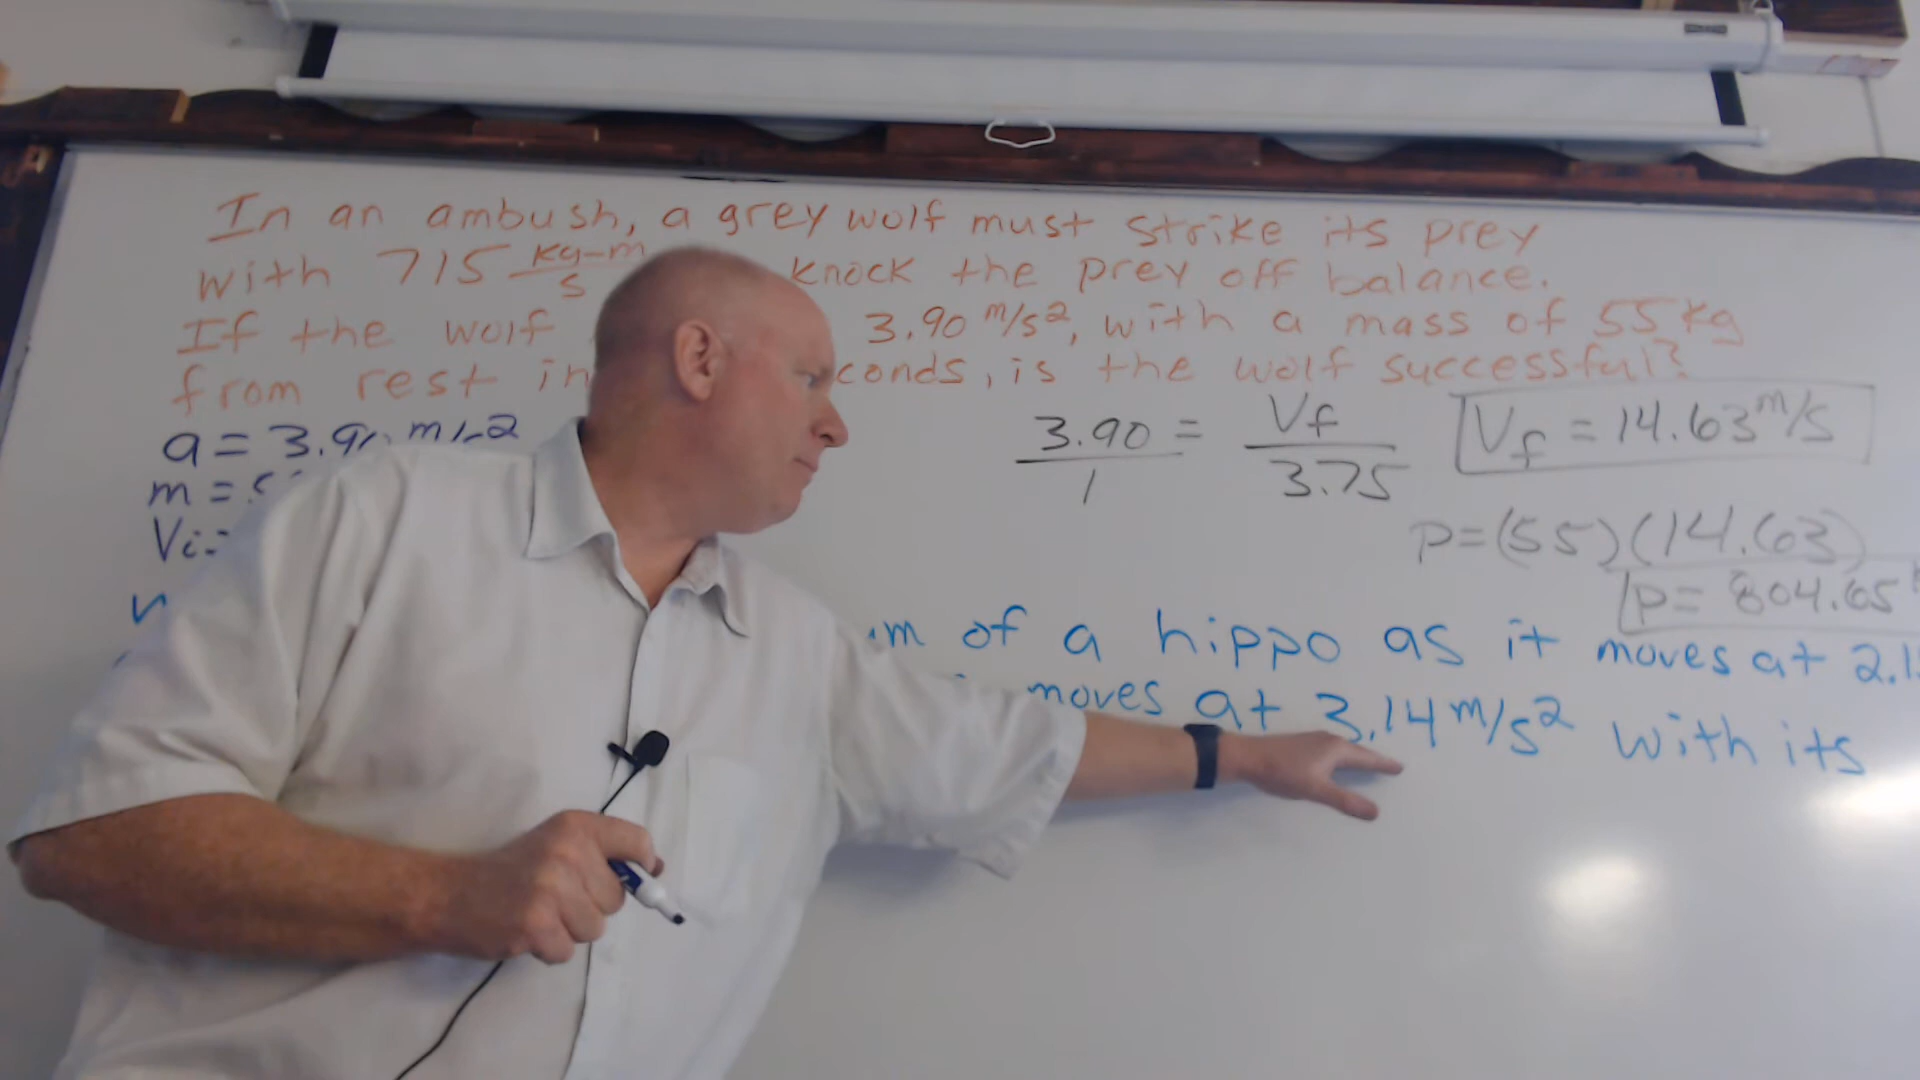 In an ambush, a grey wolf must strike its prey
with 715 kg-m/s knock the prey off balance.
If the wolf 3.90 m/s², with a mass of 55 kg
from rest in conds, is the wolf successful?
a = 3.90 m/s²
m =
Vi =
3.90/1 = Vf/3.75
Vf = 14.63 m/s
p=(55)(14.63)
p= 804.65
of a hippo as it moves at 2.1
moves at 3.14 m/s² with its